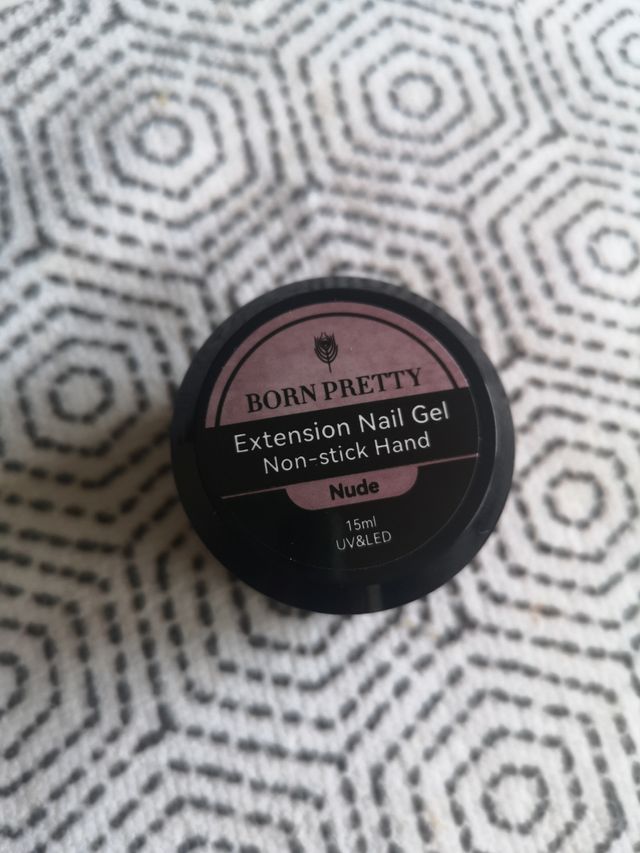 BORN PRETTY
Extension Nail Gel
Non-stick Hand
Nude
15ml
UV&LED